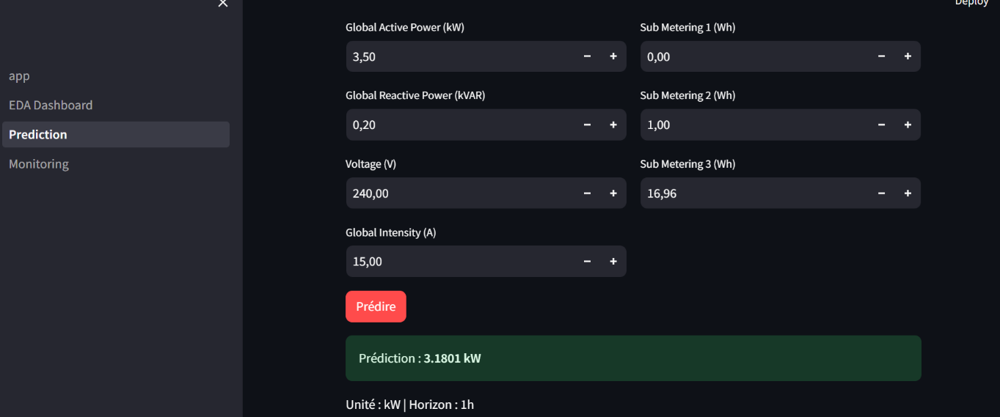 Deploy
app
EDA Dashboard
Prediction
Monitoring
Global Active Power (kW)
3,50
Global Reactive Power (kVAR)
0,20
Voltage (V)
240,00
Global Intensity (A)
15,00
Sub Metering 1 (Wh)
0,00
Sub Metering 2 (Wh)
1,00
Sub Metering 3 (Wh)
16,96
Prédire
Prédiction : 3.1801 kW
Unité : kW | Horizon : 1h